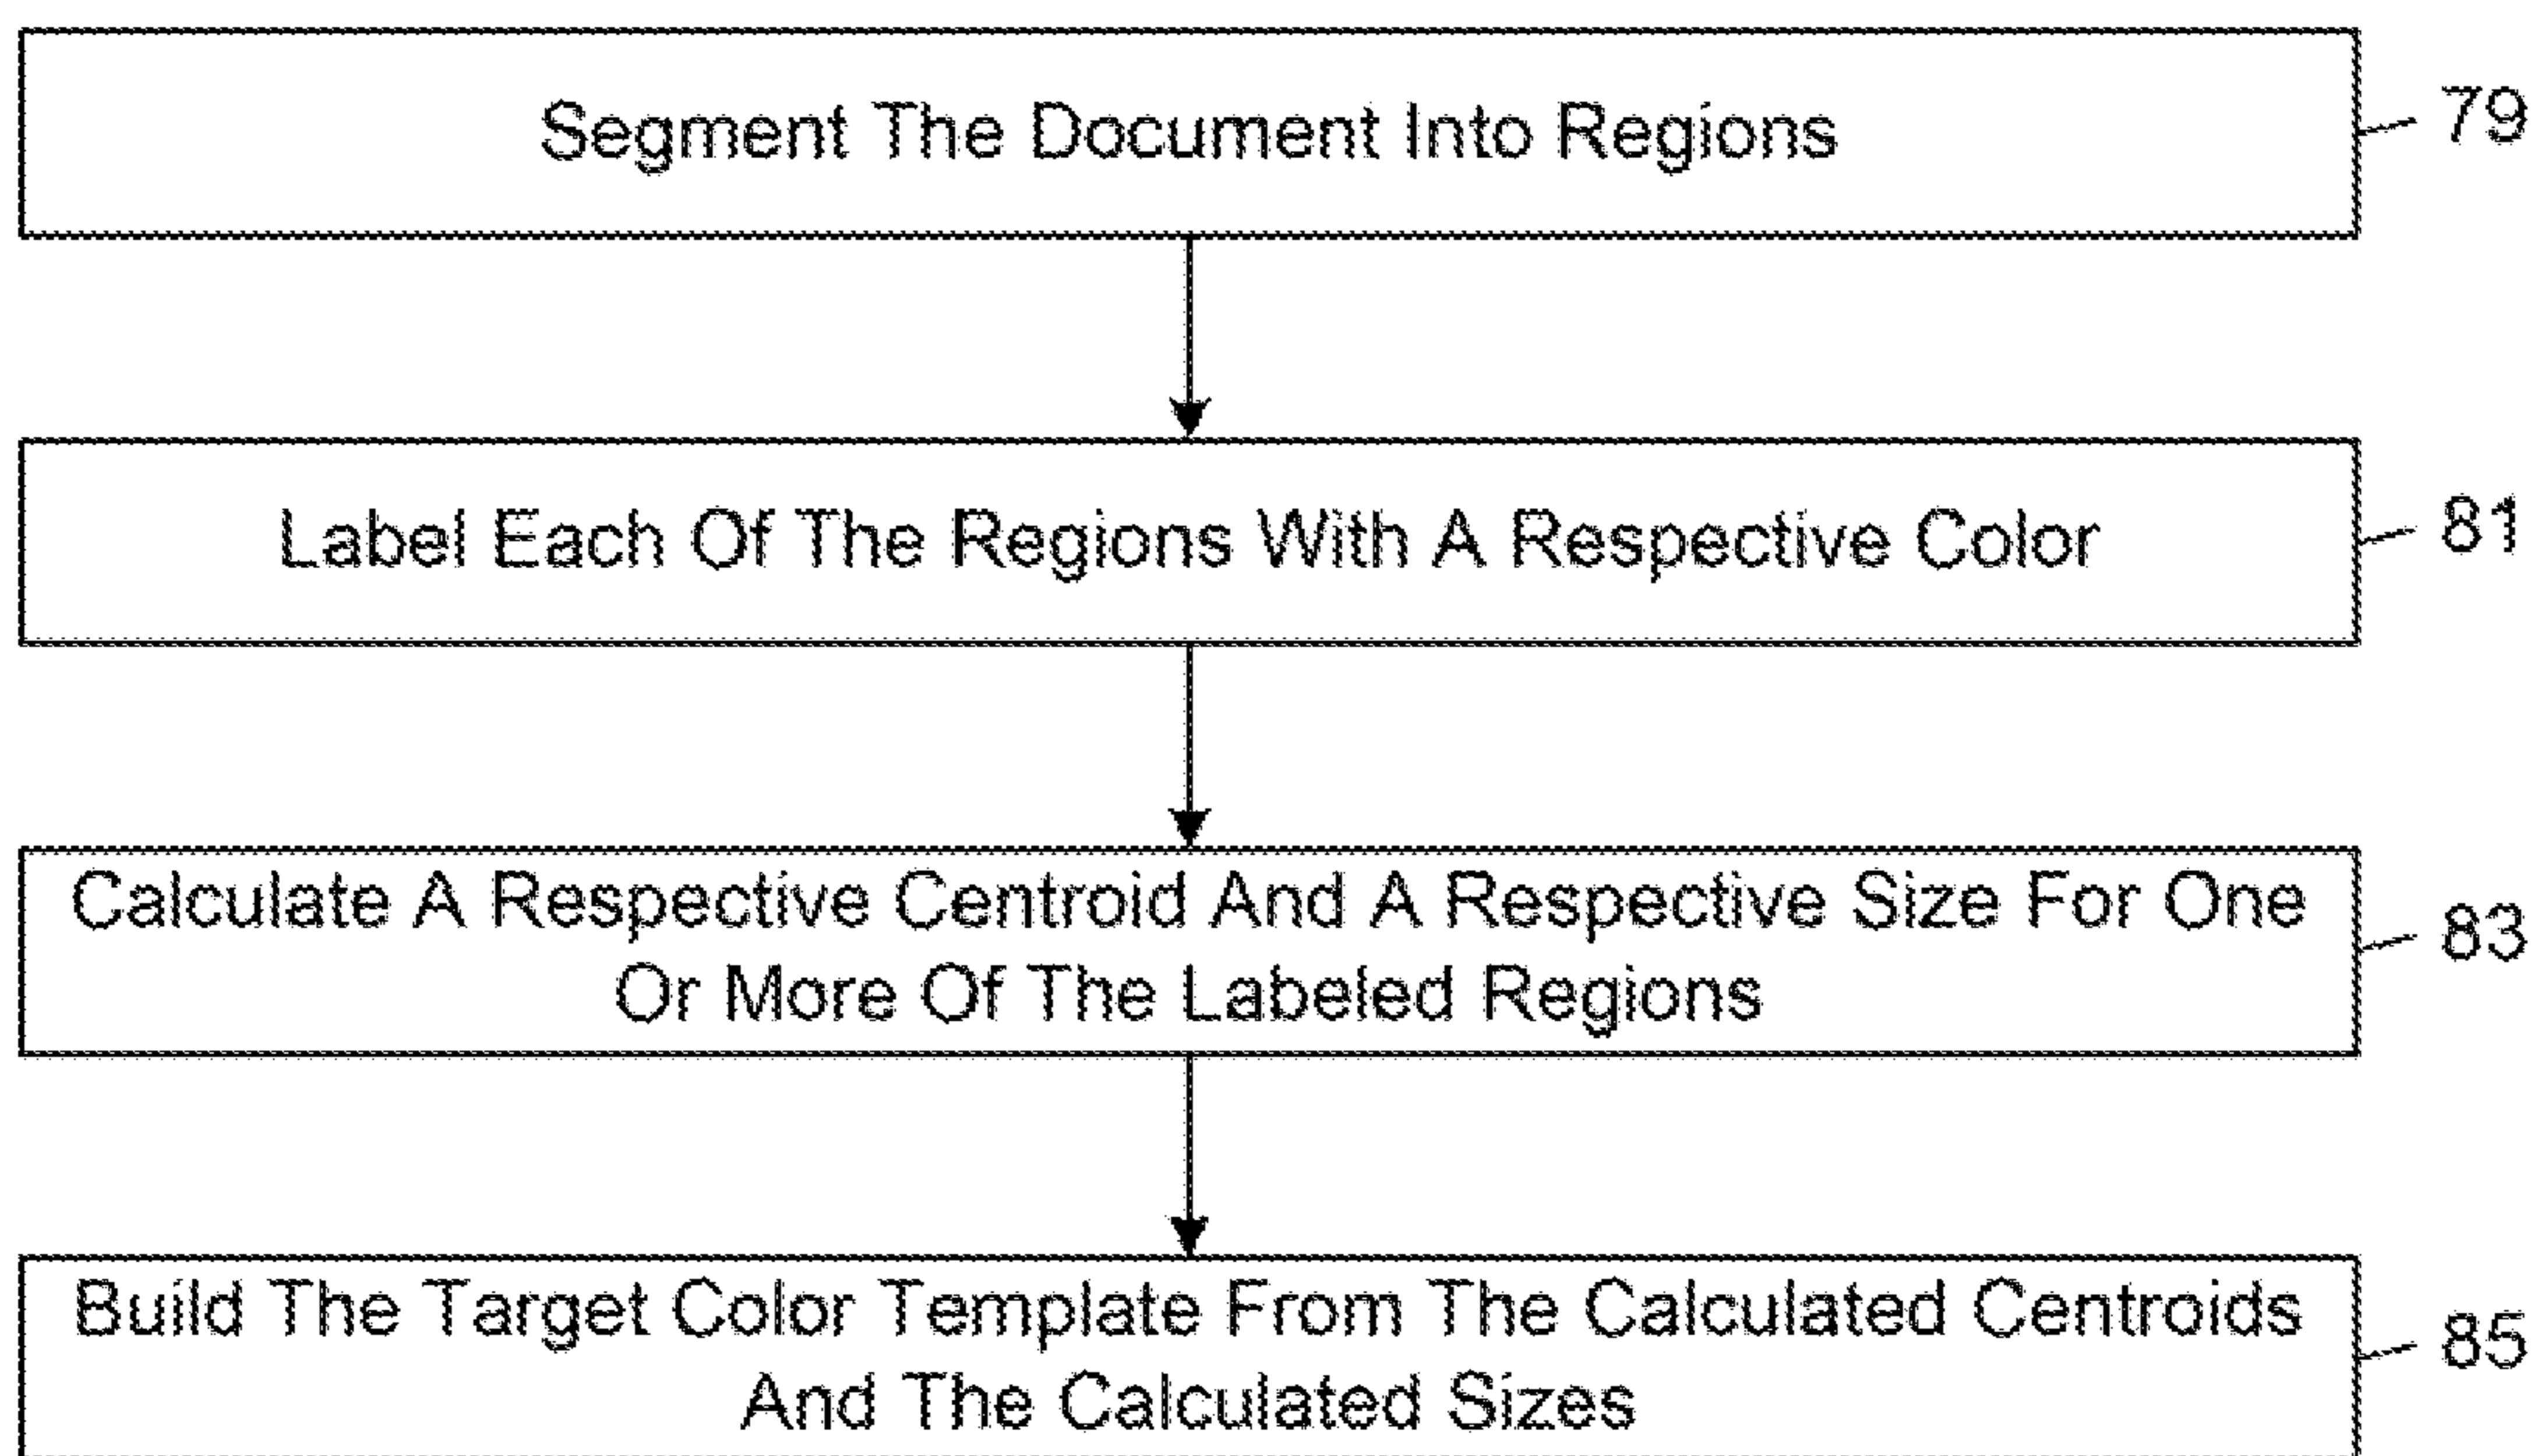 Segment The Document Into Regions
79
Label Each Of The Regions With A Respective Color
81
Calculate A Respective Centroid And A Respective Size For One
Or More Of The Labeled Regions
83
Build The Target Color Template From The Calculated Centroids
And The Calculated Sizes
85